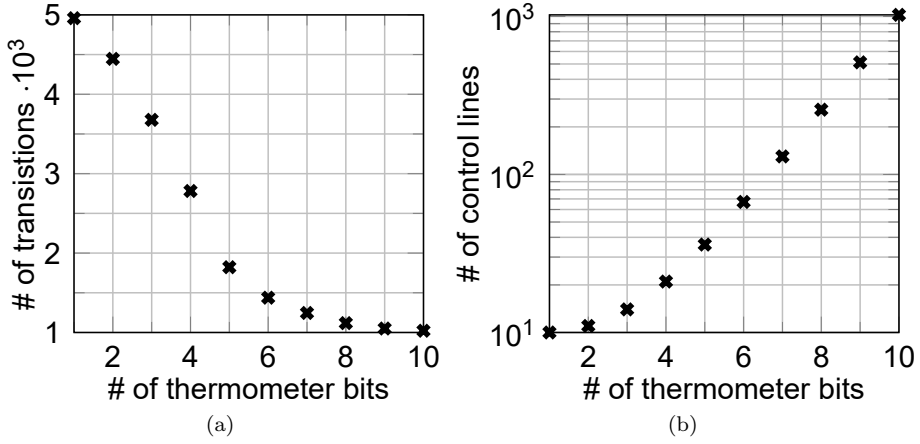 # of transistions ·10³
5
4
3
2
1
2 4 6 8 10
# of thermometer bits
(a)
# of control lines
10³
10²
10¹
2 4 6 8 10
# of thermometer bits
(b)